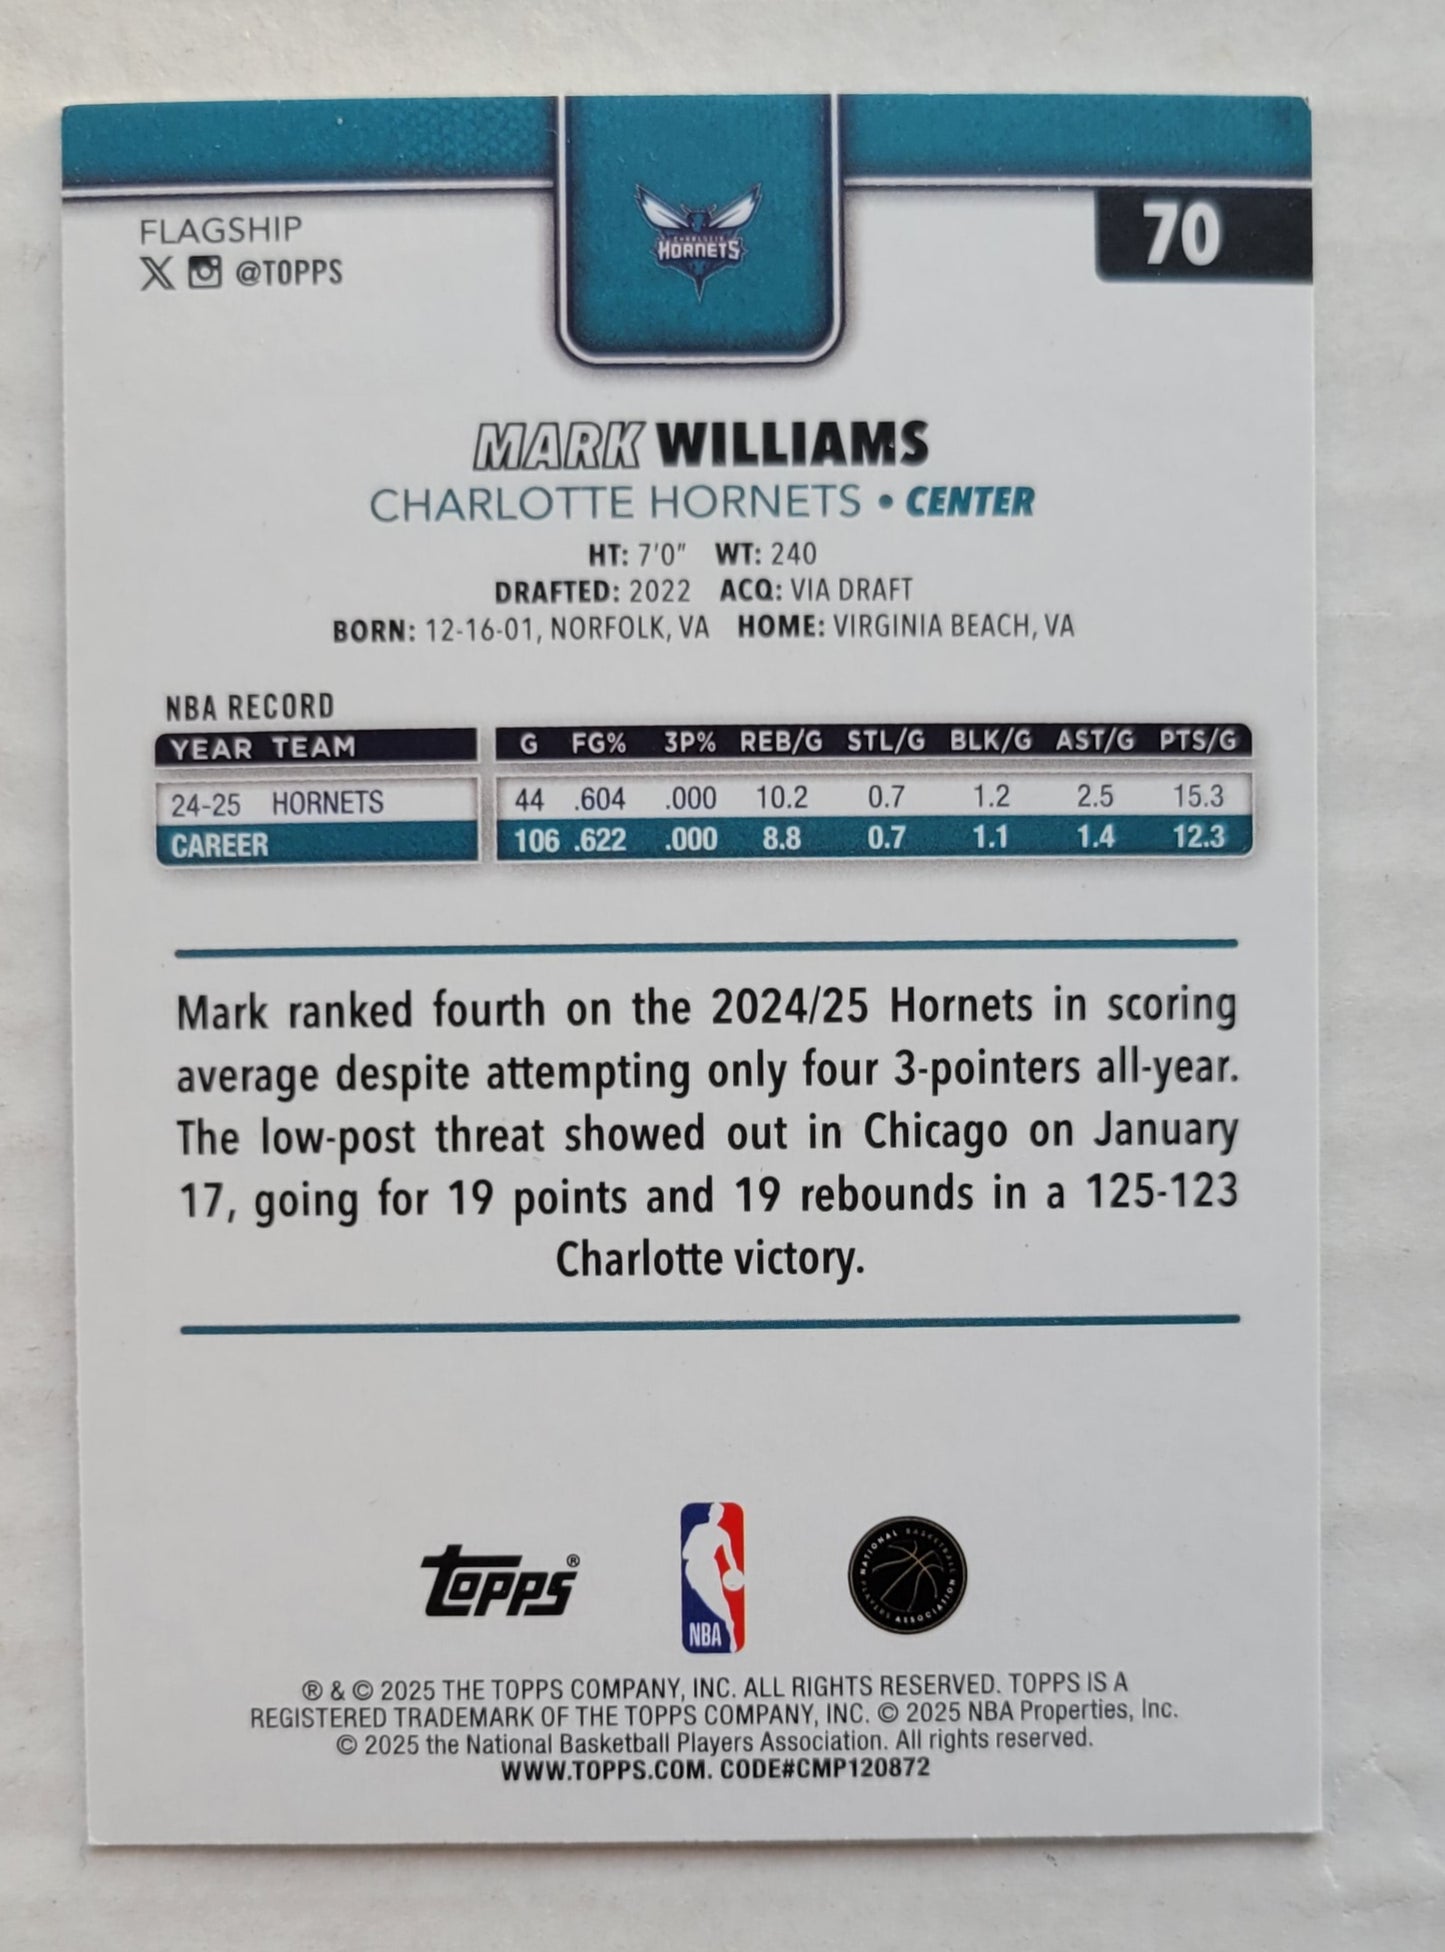 FLAGSHIP
@TOPPS
CHARLOTTE
HORNETS
70
MARK WILLIAMS
CHARLOTTE HORNETS • CENTER
HT: 7'0" WT: 240
DRAFTED: 2022 ACQ: VIA DRAFT
BORN: 12-16-01, NORFOLK, VA HOME: VIRGINIA BEACH, VA
NBA RECORD
YEAR TEAM G FG% 3P% REB/G STL/G BLK/G AST/G PTS/G
24-25 HORNETS 44 .604 .000 10.2 0.7 1.2 2.5 15.3
CAREER 106 .622 .000 8.8 0.7 1.1 1.4 12.3
Mark ranked fourth on the 2024/25 Hornets in scoring
average despite attempting only four 3-pointers all-year.
The low-post threat showed out in Chicago on January
17, going for 19 points and 19 rebounds in a 125-123
Charlotte victory.
Topps®
NBA
NATIONAL BASKETBALL PLAYERS ASSOCIATION
® & © 2025 THE TOPPS COMPANY, INC. ALL RIGHTS RESERVED. TOPPS IS A
REGISTERED TRADEMARK OF THE TOPPS COMPANY, INC. © 2025 NBA Properties, Inc.
© 2025 the National Basketball Players Association. All rights reserved.
WWW.TOPPS.COM. CODE#CMP120872